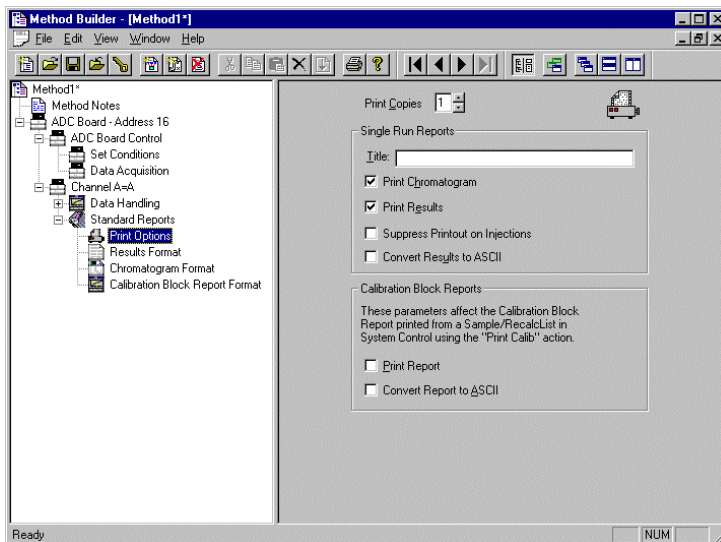 Method Builder - [Method1*]
File Edit View Window Help
Method1*
Method Notes
ADC Board - Address 16
ADC Board Control
Set Conditions
Data Acquisition
Channel A=A
Data Handling
Standard Reports
Print Options
Results Format
Chromatogram Format
Calibration Block Report Format
Print Copies 1
Single Run Reports
Title:
Print Chromatogram
Print Results
Suppress Printout on Injections
Convert Results to ASCII
Calibration Block Reports
These parameters affect the Calibration Block
Report printed from a Sample/RecalcList in
System Control using the "Print Calib" action.
Print Report
Convert Report to ASCII
Ready
NUM